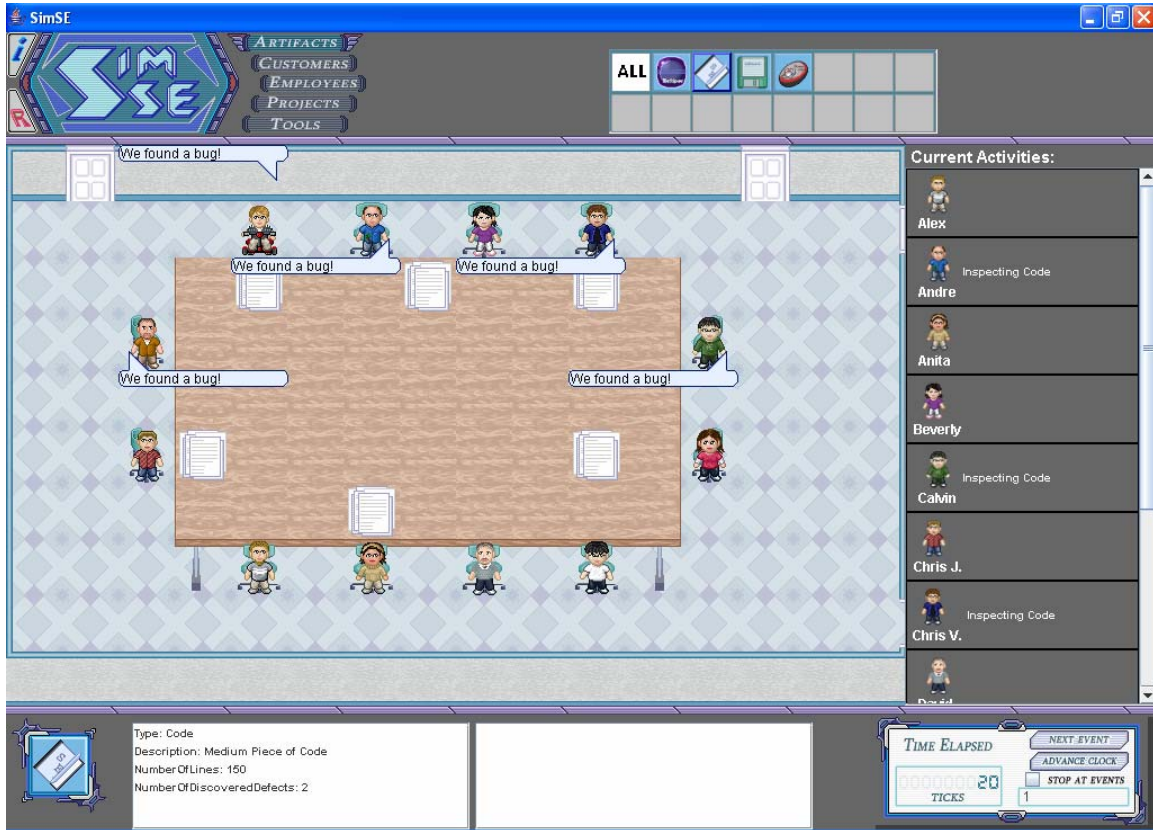 SimSE
i
R
SIM
SE
ARTIFACTS
CUSTOMERS
EMPLOYEES
PROJECTS
TOOLS
ALL
We found a bug!
We found a bug!
We found a bug!
We found a bug!
We found a bug!
Current Activities:
Alex
Inspecting Code
Andre
Anita
Beverly
Inspecting Code
Calvin
Chris J.
Inspecting Code
Chris V.
David
Type: Code
Description: Medium Piece of Code
NumberOfLines: 150
NumberOfDiscoveredDefects: 2
TIME ELAPSED
20
TICKS
NEXT EVENT
ADVANCE CLOCK
STOP AT EVENTS
1